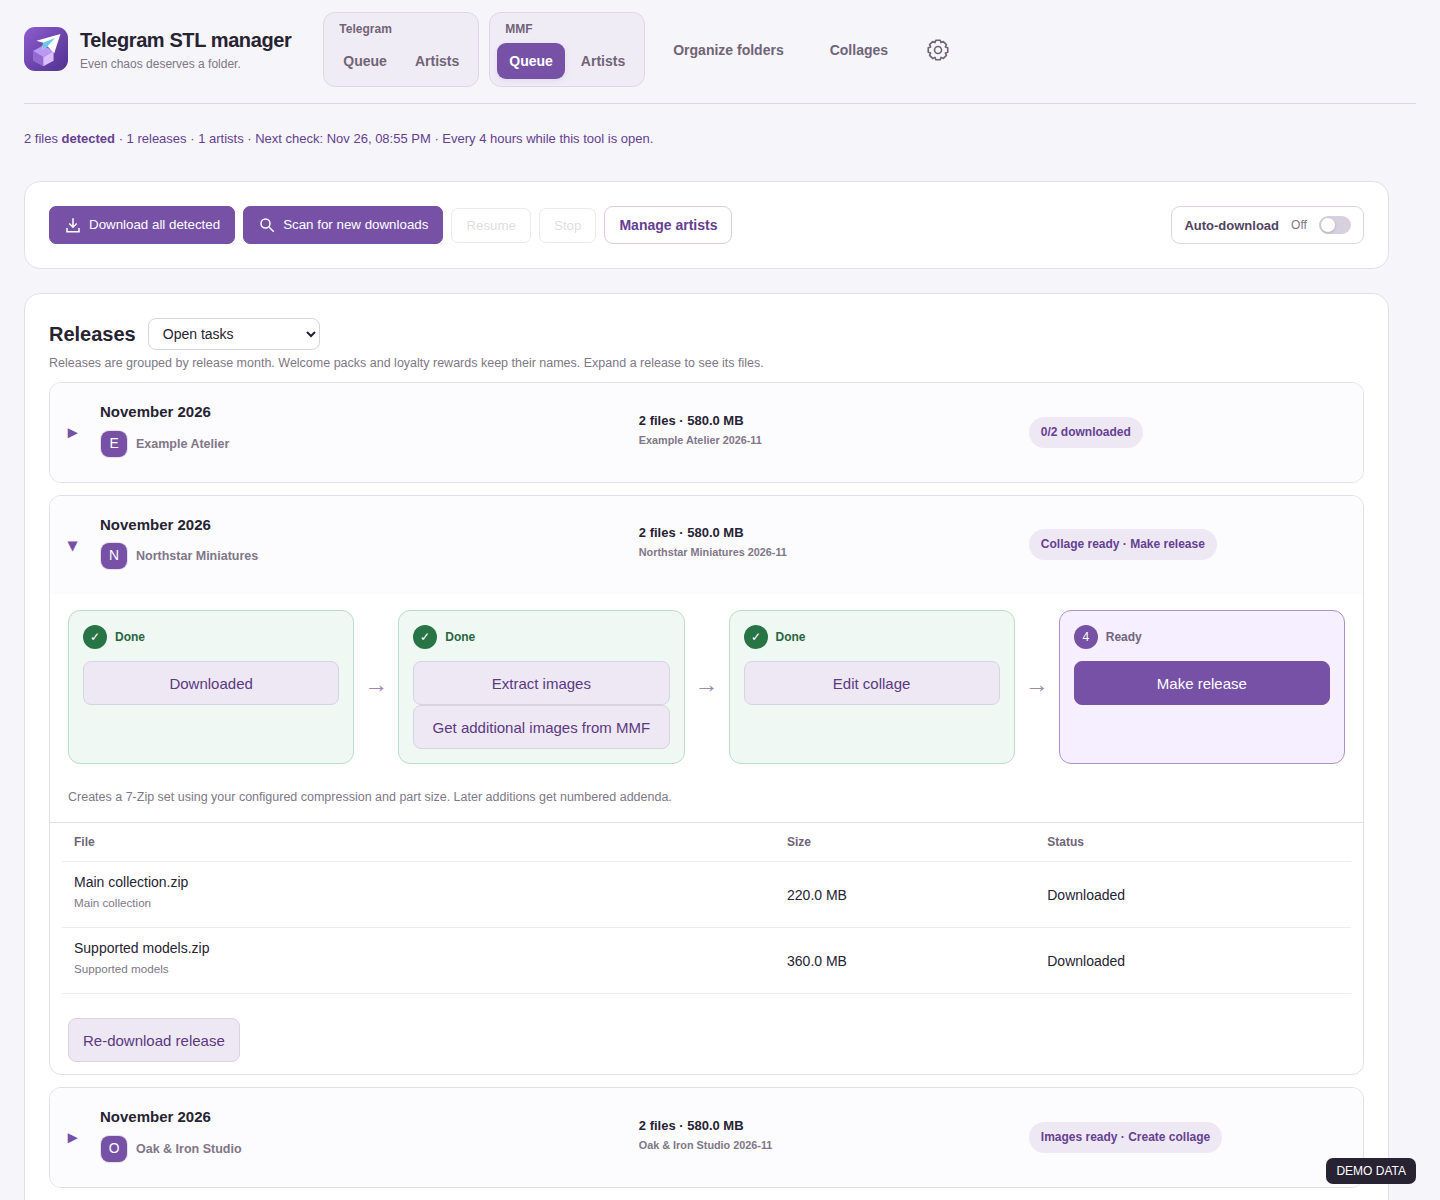 Telegram STL manager
Even chaos deserves a folder.
Telegram
Queue
Artists
MMF
Queue
Artists
Organize folders
Collages
2 files detected · 1 releases · 1 artists · Next check: Nov 26, 08:55 PM · Every 4 hours while this tool is open.
Download all detected
Scan for new downloads
Resume
Stop
Manage artists
Auto-download
Off
Releases
Open tasks
Releases are grouped by release month. Welcome packs and loyalty rewards keep their names. Expand a release to see its files.
November 2026
E
Example Atelier
2 files · 580.0 MB
Example Atelier 2026-11
0/2 downloaded
November 2026
N
Northstar Miniatures
2 files · 580.0 MB
Northstar Miniatures 2026-11
Collage ready · Make release
✓ Done
Downloaded
→
✓ Done
Extract images
Get additional images from MMF
→
✓ Done
Edit collage
→
4 Ready
Make release
Creates a 7-Zip set using your configured compression and part size. Later additions get numbered addenda.
File Size Status
Main collection.zip
Main collection
220.0 MB
Downloaded
Supported models.zip
Supported models
360.0 MB
Downloaded
Re-download release
November 2026
O
Oak & Iron Studio
2 files · 580.0 MB
Oak & Iron Studio 2026-11
Images ready · Create collage
DEMO DATA